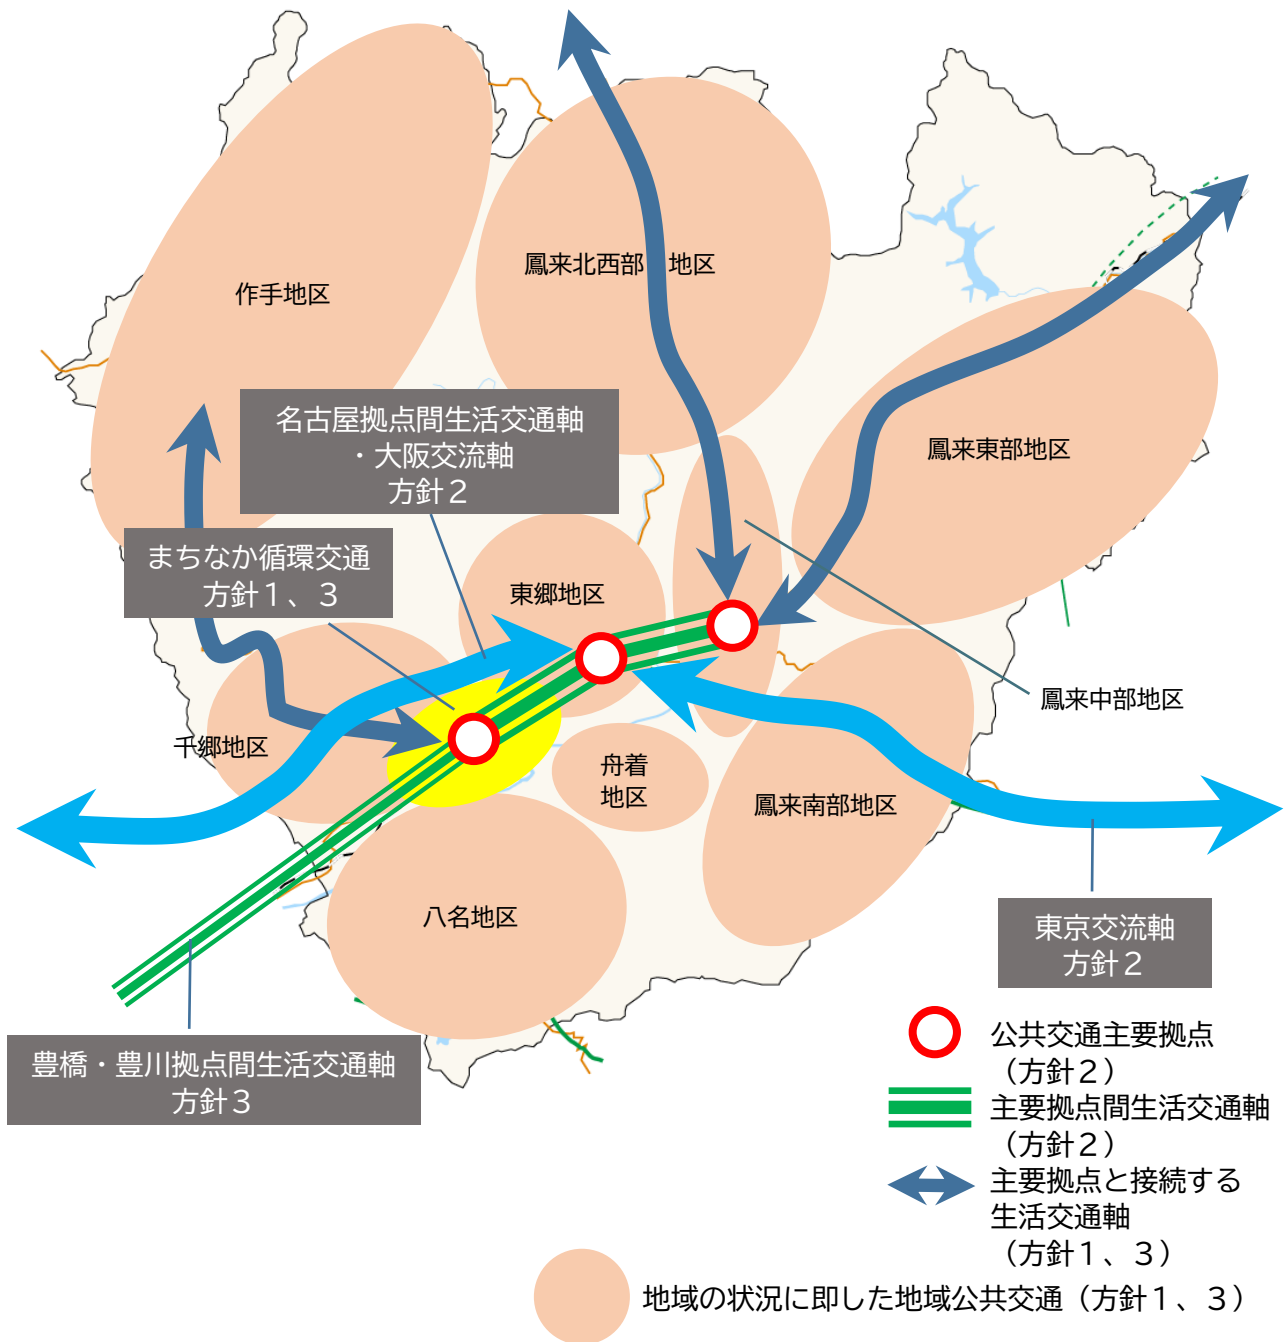 作手地区
鳳来北西部 地区
名古屋拠点間生活交通軸
・大阪交流軸
方針２
鳳来東部地区
まちなか循環交通
方針１、３
東郷地区
鳳来中部地区
千郷地区
舟着
地区
鳳来南部地区
八名地区
東京交流軸
方針２
豊橋・豊川拠点間生活交通軸
方針３
公共交通主要拠点
（方針２）
主要拠点間生活交通軸
（方針２）
主要拠点と接続する
生活交通軸
（方針１、３）
地域の状況に即した地域公共交通（方針１、３）